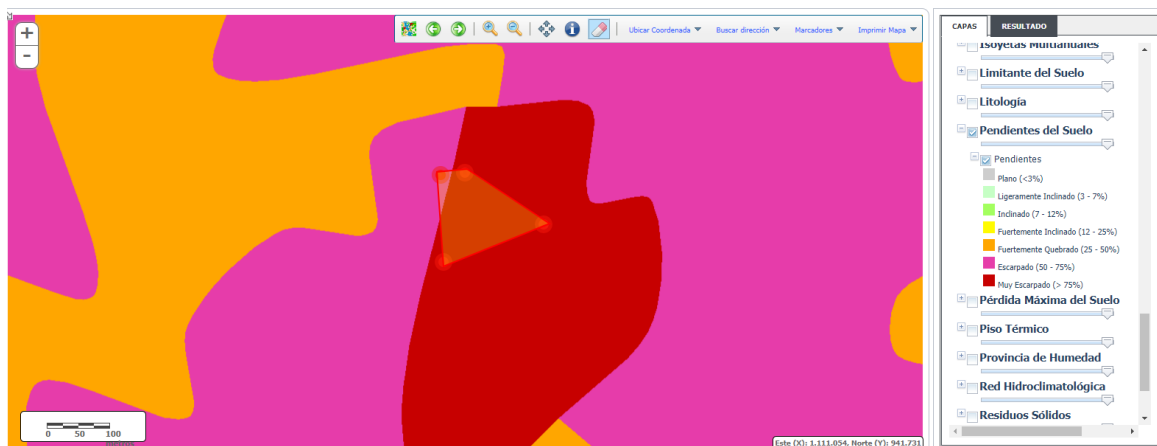 +
-
Ubicar Coordenada
Buscar dirección
Marcadores
Imprimir Mapa
0 50 100
Este (X): 1.111.054, Norte (Y): 941.731
CAPAS
RESULTADO
Isoyetas Multianuales
Limitante del Suelo
Litología
Pendientes del Suelo
Pendientes
Plano (<3%)
Ligeramente Inclinado (3 - 7%)
Inclinado (7 - 12%)
Fuertemente Inclinado (12 - 25%)
Fuertemente Quebrado (25 - 50%)
Escarpado (50 - 75%)
Muy Escarpado (> 75%)
Pérdida Máxima del Suelo
Piso Térmico
Provincia de Humedad
Red Hidroclimatológica
Residuos Sólidos